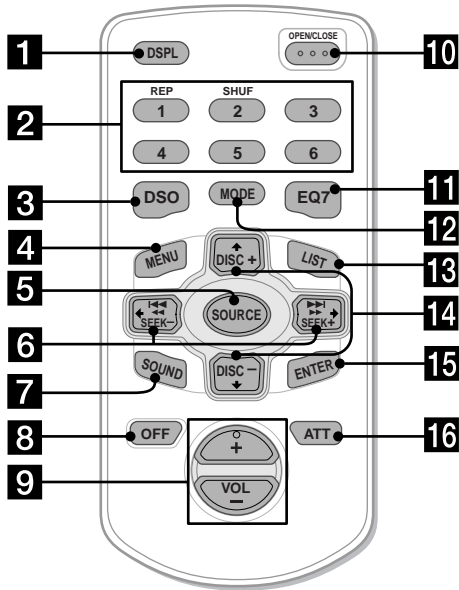 OPEN/CLOSE
1 DSPL 10
REP SHUF
2 1 2 3
4 5 6
3 DSO MODE EQ7 11
12
4 MENU DISC + LIST 13
5 SOURCE 14
6 SEEK− SEEK+
7 SOUND DISC − ENTER 15
8 OFF + ATT 16
9 VOL
−